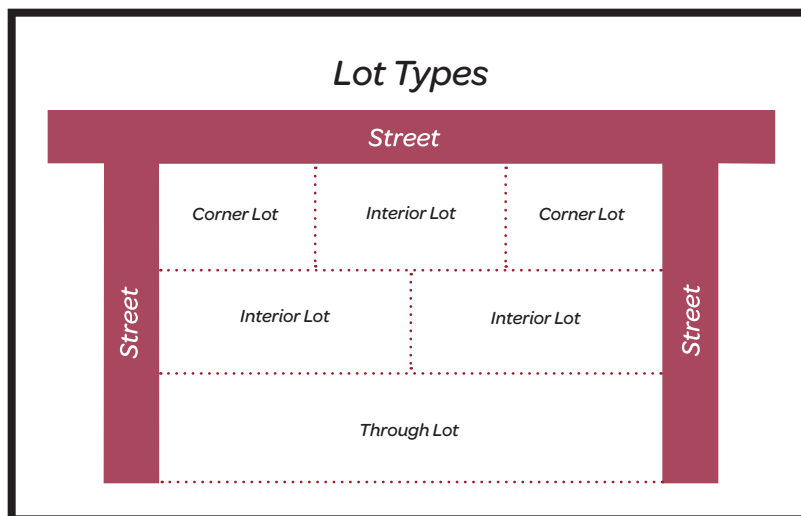 Lot Types
Street
Corner Lot
Interior Lot
Corner Lot
Street
Interior Lot
Interior Lot
Street
Through Lot